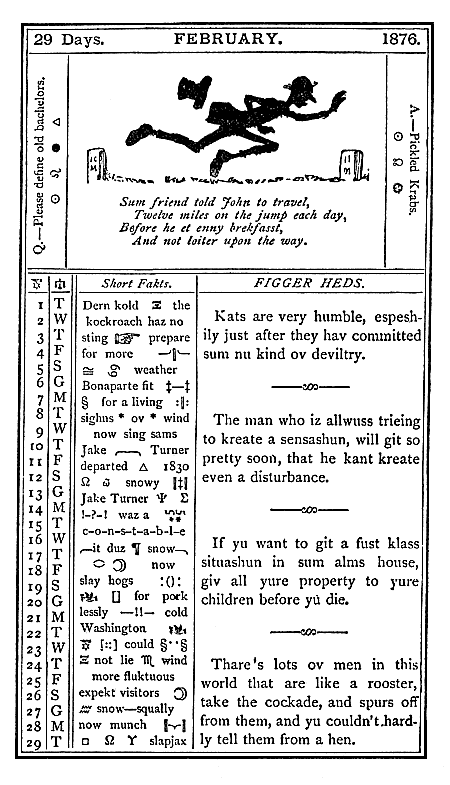 29 Days. FEBRUARY. 1876.
Q.—Please define old bachelors.
A.—Pickled Krabs.
Sum friend told John to travel,
Twelve miles on the jump each day,
Before he et enny brekfasst,
And not loiter upon the way.
Short Fakts.
1 T Dern kold the
2 W kockroach haz no
3 T sting prepare
4 F for more
5 S weather
6 G Bonaparte fit
7 M for a living
8 T sighns * ov * wind
9 W now sing sams
10 T Jake Turner
11 F departed 1830
12 S snowy
13 G Jake Turner
14 M !-?-! waz a
15 T c-o-n-s-t-a-b-l-e
16 W it duz ¶ snow
17 T now
18 F slay hogs
19 S for pork
20 G lessly —!!— cold
21 M Washington
22 T [::] could
23 W not lie wind
24 T more fluktuous
25 F expekt visitors
26 S snow—squally
27 G now munch
28 M slapjax
29 T
FIGGER HEDS.
Kats are very humble, espesh-
ily just after they hav committed
sum nu kind ov deviltry.
The man who iz allwuss trieing
to kreate a sensashun, will git so
pretty soon, that he kant kreate
even a disturbance.
If yu want to git a fust klass
situashun in sum alms house,
giv all yure property to yure
children before yu die.
Thare's lots ov men in this
world that are like a rooster,
take the cockade, and spurs off
from them, and yu couldn't hard-
ly tell them from a hen.